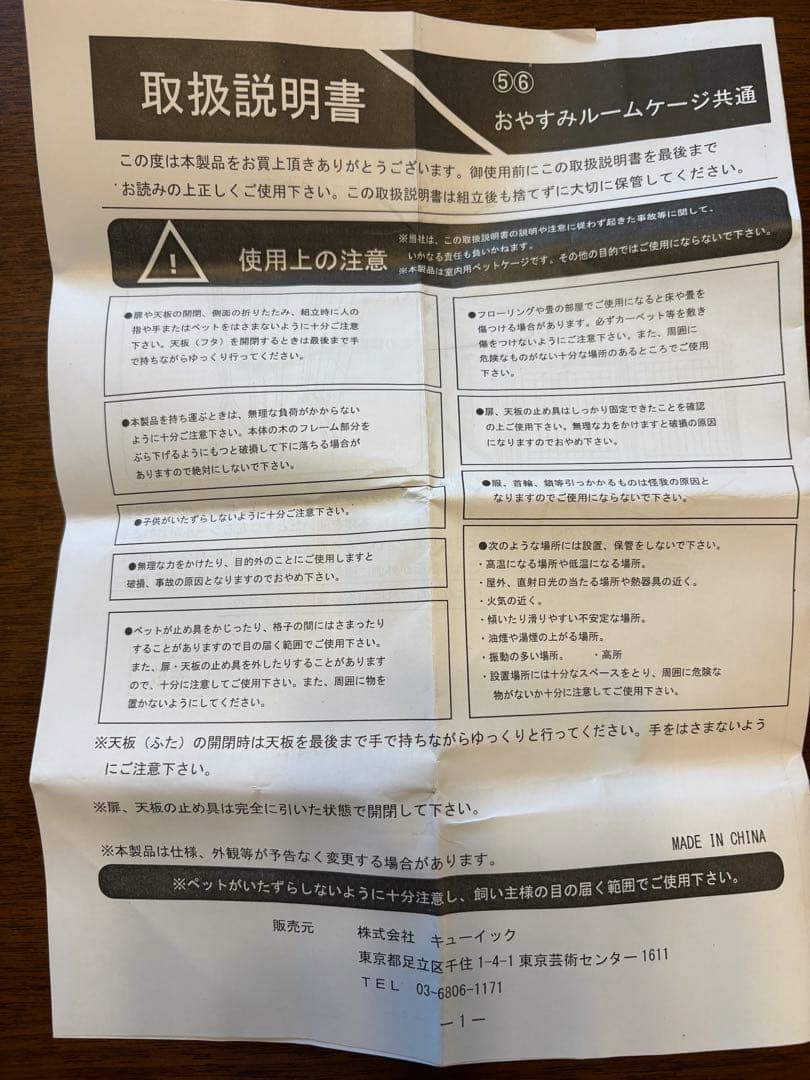 取扱説明書
⑤⑥
おやすみルームケージ共通
この度は本製品をお買上頂きありがとうございます。御使用前にこの取扱説明書を最後まで
お読みの上正しくご使用下さい。この取扱説明書は組立後も捨てずに大切に保管してください。
!
使用上の注意
※当社は、この取扱説明書の説明や注意に従わず起きた事故等に関して、
いかなる責任も負いかねます。
※本製品は室内用ペットケージです。その他の目的ではご使用にならないで下さい。
●扉や天板の開閉、側面の折りたたみ、組立時に人の
指や手またはペットをはさまないように十分ご注意
下さい。天板（フタ）を開閉するときは最後まで手
で持ちながらゆっくり行ってください。
●本製品を持ち運ぶときは、無理な負荷がかからない
ように十分ご注意下さい。本体の木のフレーム部分を
ぶら下げるようにもつと破損して下に落ちる場合が
ありますので絶対にしないで下さい。
●子供がいたずらしないように十分ご注意下さい。
●無理な力をかけたり、目的外のことにご使用しますと
破損、事故の原因となりますのでおやめ下さい。
●ペットが止め具をかじったり、格子の間にはさまったり
することがありますので目の届く範囲でご使用下さい。
また、扉・天板の止め具を外したりすることがあります
ので、十分に注意してご使用下さい。また、周囲に物を
置かないようにしてください。
●フローリングや畳の部屋でご使用になると床や畳を
傷つける場合があります。必ずカーペット等を敷き
傷をつけないようにご注意下さい。また、周囲に
危険なものがない十分な場所のあるところでご使用
下さい。
●扉、天板の止め具はしっかり固定できたことを確認
の上ご使用下さい。無理な力をかけますと破損の原因
になりますのでおやめ下さい。
●服、首輪、鎖等引っかかるものは怪我の原因と
なりますのでご使用にならないで下さい。
●次のような場所には設置、保管をしないで下さい。
・高温になる場所や低温になる場所。
・屋外、直射日光の当たる場所や熱器具の近く。
・火気の近く。
・傾いたり滑りやすい不安定な場所。
・油煙や湯煙の上がる場所。
・振動の多い場所。　・高所
・設置場所には十分なスペースをとり、周囲に危険な
物がないか十分に注意してご使用下さい。
※天板（ふた）の開閉時は天板を最後まで手で持ちながらゆっくりと行ってください。手をはさまないよう
にご注意下さい。
※扉、天板の止め具は完全に引いた状態で開閉して下さい。
※本製品は仕様、外観等が予告なく変更する場合があります。
MADE IN CHINA
※ペットがいたずらしないように十分注意し、飼い主様の目の届く範囲でご使用下さい。
販売元　株式会社　キューイック
東京都足立区千住 1-4-1 東京芸術センター 1611
ＴＥＬ　03-6806-1171
―1―